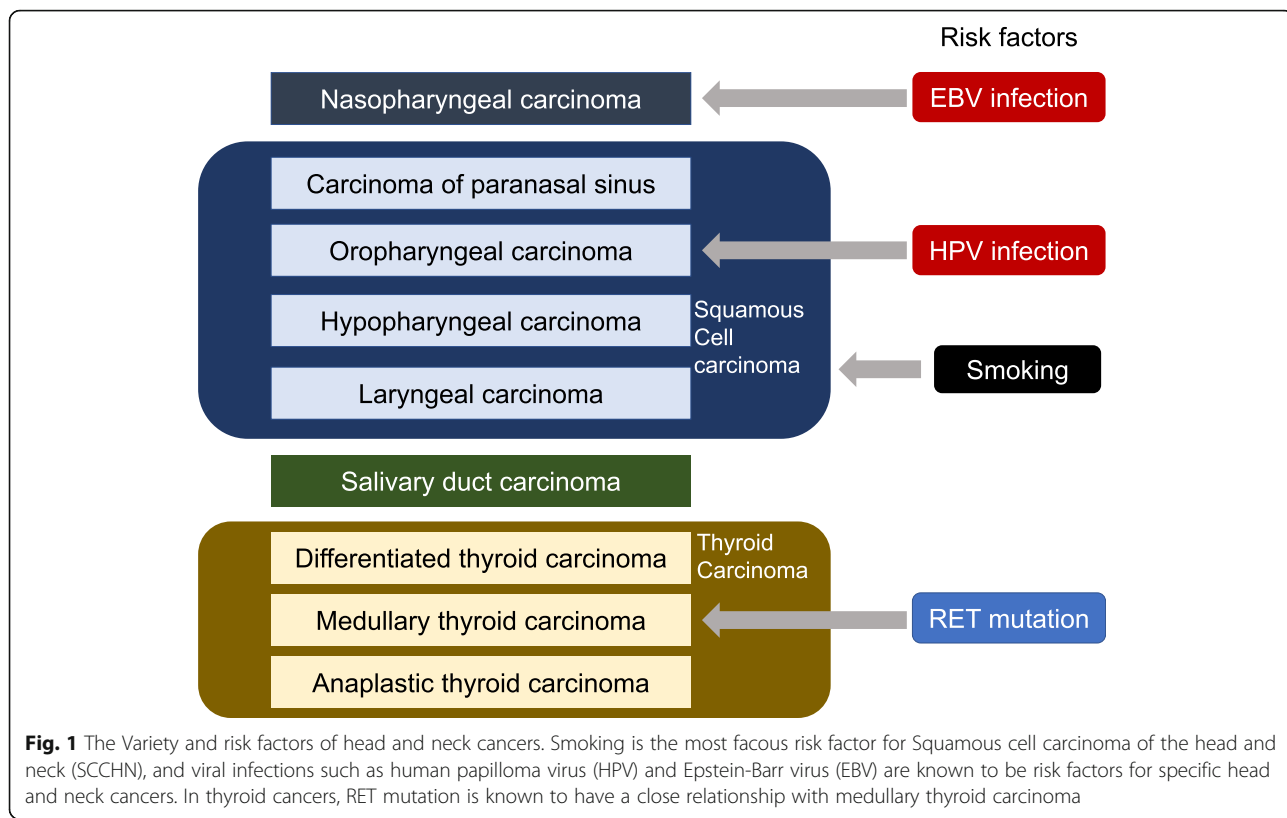 Risk factors
Nasopharyngeal carcinoma
EBV infection
Carcinoma of paranasal sinus
Oropharyngeal carcinoma
HPV infection
Hypopharyngeal carcinoma
Squamous
Cell
carcinoma
Smoking
Laryngeal carcinoma
Salivary duct carcinoma
Differentiated thyroid carcinoma
Thyroid
Carcinoma
Medullary thyroid carcinoma
RET mutation
Anaplastic thyroid carcinoma
Fig. 1 The Variety and risk factors of head and neck cancers. Smoking is the most facous risk factor for Squamous cell carcinoma of the head and
neck (SCCHN), and viral infections such as human papilloma virus (HPV) and Epstein-Barr virus (EBV) are known to be risk factors for specific head
and neck cancers. In thyroid cancers, RET mutation is known to have a close relationship with medullary thyroid carcinoma